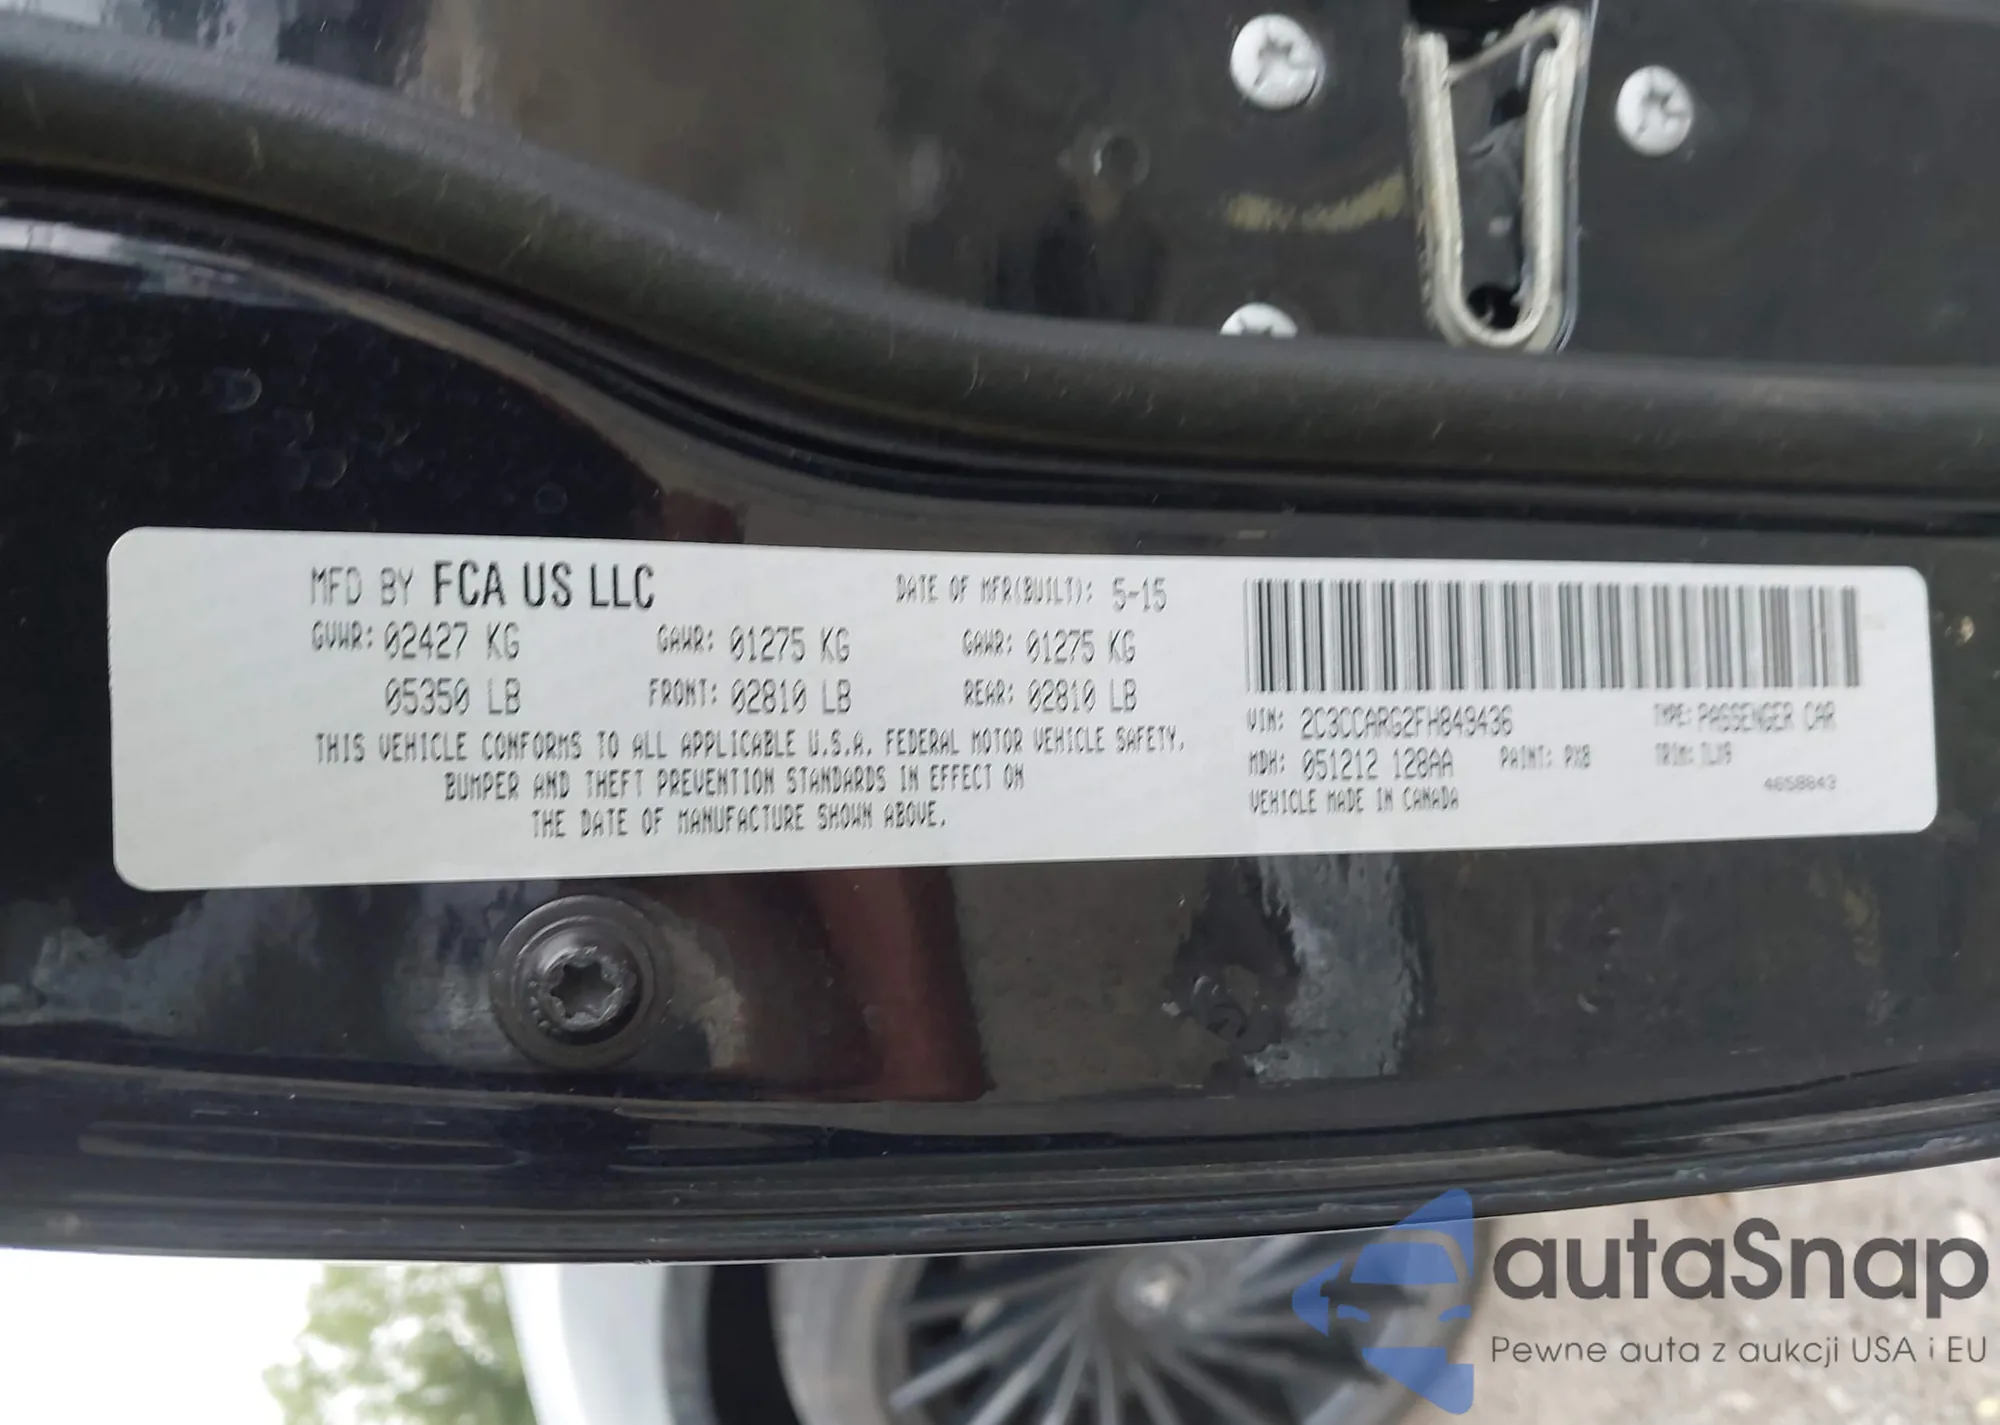 MFD BY FCA US LLC DATE OF MFR(BUILT): 5-15
GVWR: 02427 KG GAWR: 01275 KG GAWR: 01275 KG
05350 LB FRONT: 02810 LB REAR: 02810 LB
THIS VEHICLE CONFORMS TO ALL APPLICABLE U.S.A. FEDERAL MOTOR VEHICLE SAFETY,
BUMPER AND THEFT PREVENTION STANDARDS IN EFFECT ON
THE DATE OF MANUFACTURE SHOWN ABOVE.
VIN: 2C3CCARG2FH849436 TYPE: PASSENGER CAR
MDH: 051212 128AA PAINT: PX8 TRIM:
VEHICLE MADE IN CANADA 4658643
autaSnap
Pewne auta z aukcji USA i EU